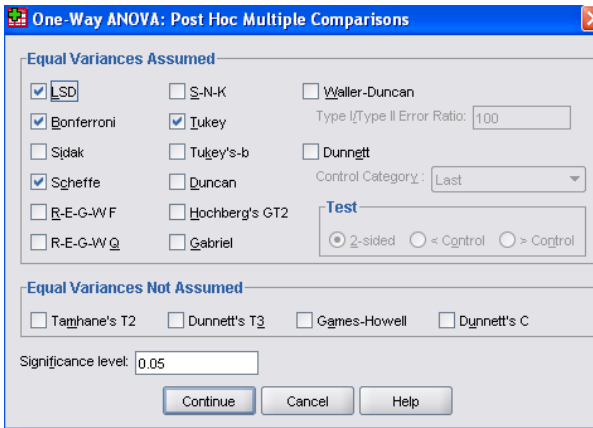 One-Way ANOVA: Post Hoc Multiple Comparisons
Equal Variances Assumed
LSD
S-N-K
Waller-Duncan
Bonferroni
Tukey
Type I/Type II Error Ratio: 100
Sidak
Tukey's-b
Dunnett
Scheffe
Duncan
Control Category: Last
R-E-G-W F
Hochberg's GT2
Test
R-E-G-W Q
Gabriel
2-sided
< Control
> Control
Equal Variances Not Assumed
Tamhane's T2
Dunnett's T3
Games-Howell
Dunnett's C
Significance level: 0.05
Continue
Cancel
Help